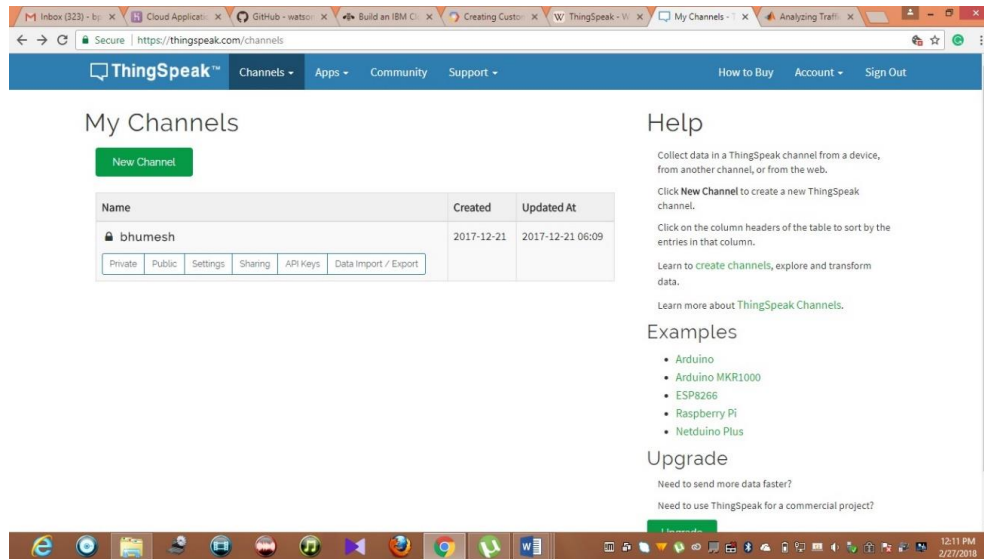 Inbox (323) - bp
Cloud Applicatic
GitHub - watsor
Build an IBM Cl
Creating Custor
ThingSpeak - W
My Channels - T
Analyzing Traffi
Secure | https://thingspeak.com/channels
ThingSpeak™ Channels Apps Community Support How to Buy Account Sign Out
My Channels
New Channel
Name Created Updated At
bhumesh 2017-12-21 2017-12-21 06:09
Private Public Settings Sharing API Keys Data Import / Export
Help
Collect data in a ThingSpeak channel from a device,
from another channel, or from the web.
Click New Channel to create a new ThingSpeak
channel.
Click on the column headers of the table to sort by the
entries in that column.
Learn to create channels, explore and transform
data.
Learn more about ThingSpeak Channels.
Examples
• Arduino
• Arduino MKR1000
• ESP8266
• Raspberry Pi
• Netduino Plus
Upgrade
Need to send more data faster?
Need to use ThingSpeak for a commercial project?
Upgrade
12:11 PM
2/27/2018